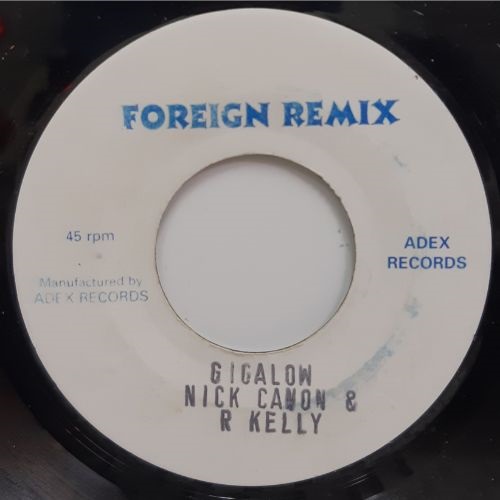 FOREIGN REMIX
45 rpm
Manufactured by
ADEX RECORDS
ADEX
RECORDS
GIGALOW
NICK CANON &
R KELLY